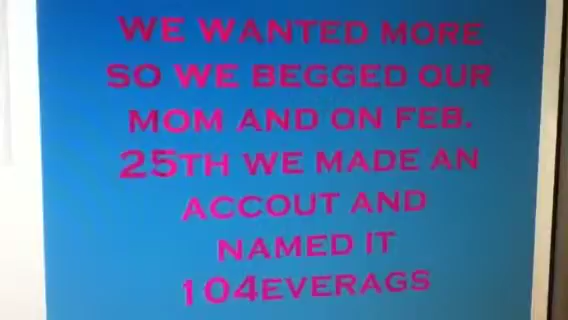 WE WANTED MORE
SO WE BEGGED OUR
MOM AND ON FEB.
25TH WE MADE AN
ACCOUT AND
NAMED IT
104EVERAGS